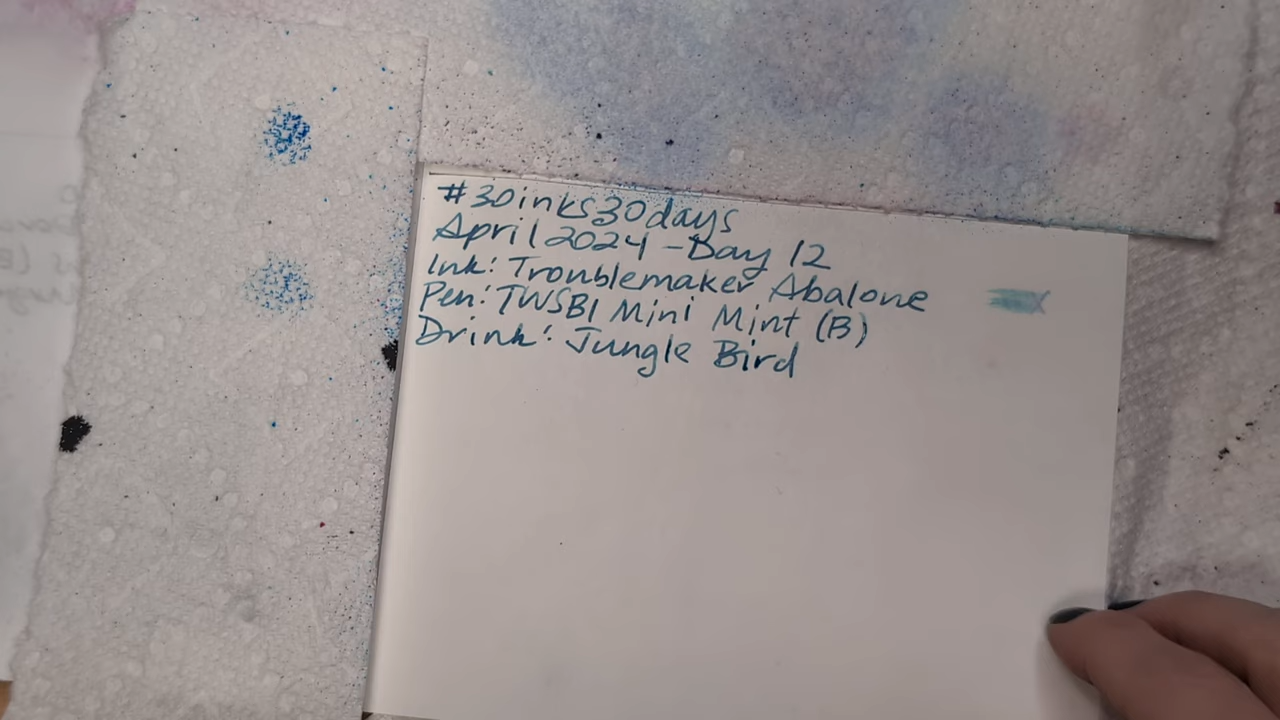 #30inks30days
April 2024 - Day 12
Ink: Troublemaker Abalone
Pen: TWSBI Mini Mint (B)
Drink: Jungle Bird